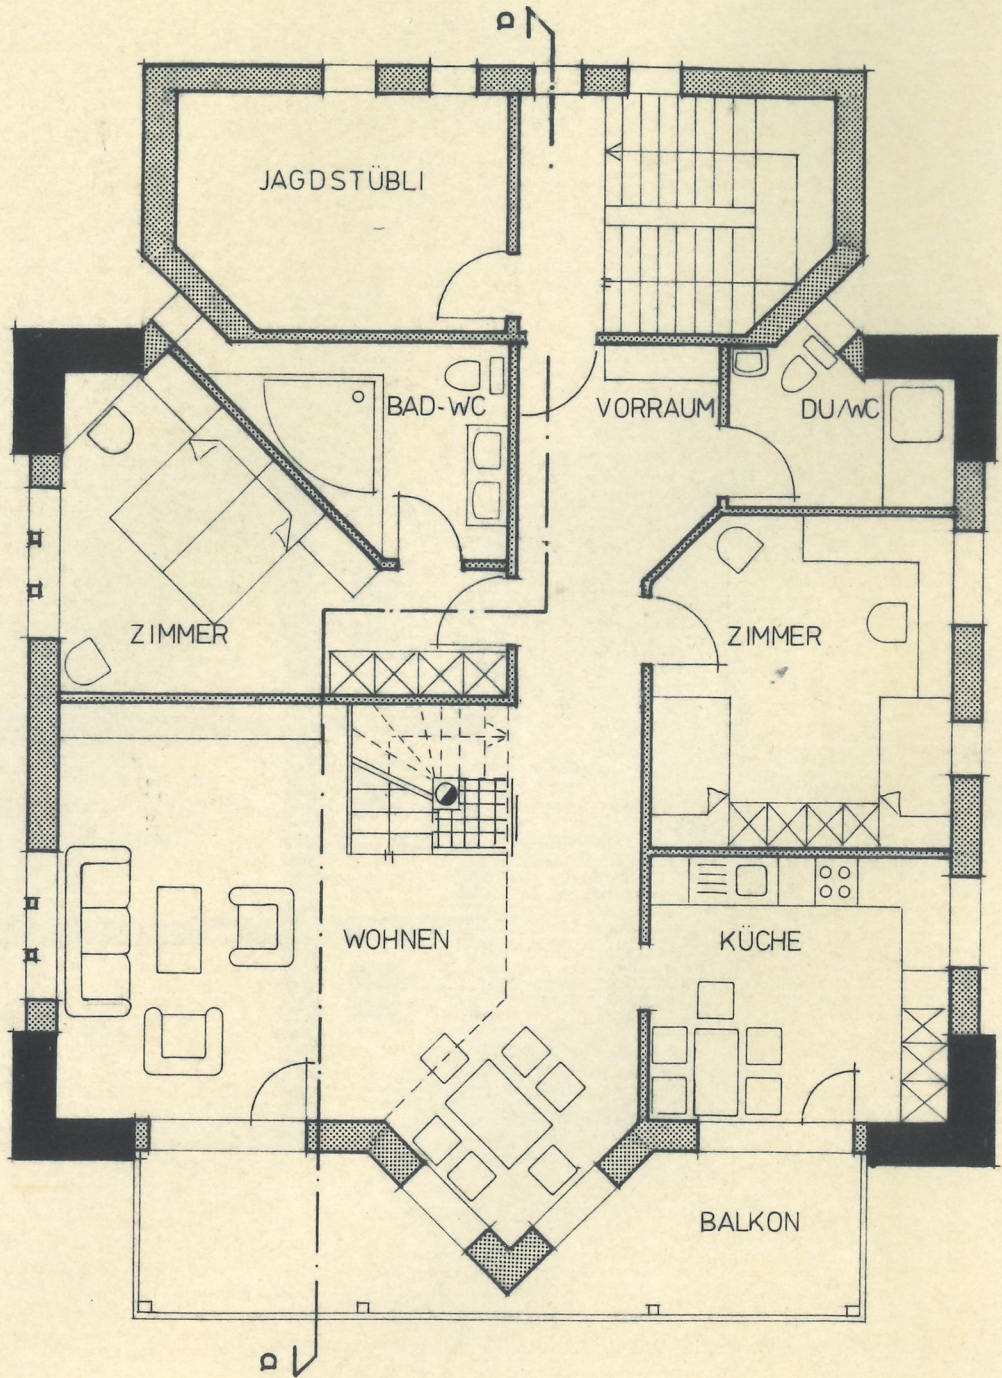 a
JAGDSTÜBLI
BAD-WC
VORRAUM
DU/WC
ZIMMER
ZIMMER
WOHNEN
KÜCHE
BALKON
a